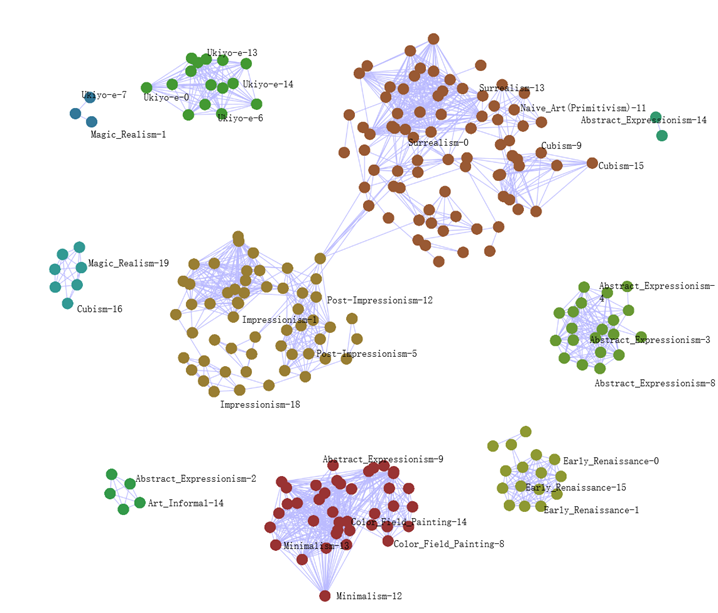 Ukiyo-e-13
Ukiyo-e-14
Ukiyo-e-7
Ukiyo-e-0
Ukiyo-e-6
Magic_Realism-1
Surrealism-13
Naive_Art(Primitivism)-11
Abstract_Expressionism-14
Surrealism-0
Cubism-9
Cubism-15
Magic_Realism-19
Cubism-16
Post-Impressionism-12
Impressionism-1
Post-Impressionism-5
Impressionism-18
Abstract_Expressionism-
4
Abstract_Expressionism-3
Abstract_Expressionism-8
Abstract_Expressionism-2
Art_Informal-14
Abstract_Expressionism-9
Color_Field_Painting-14
Minimalism-13
Color_Field_Painting-8
Minimalism-12
Early_Renaissance-0
Early_Renaissance-15
Early_Renaissance-1